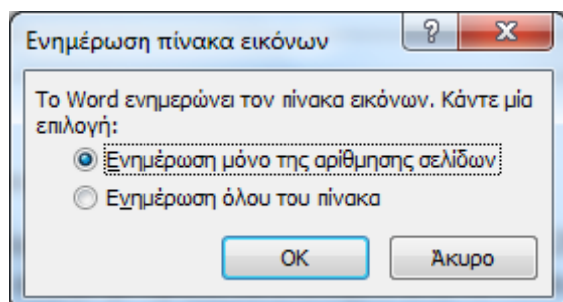 Ενημέρωση πίνακα εικόνων
Το Word ενημερώνει τον πίνακα εικόνων. Κάντε μία
επιλογή:
Ενημέρωση μόνο της αρίθμησης σελίδων
Ενημέρωση όλου του πίνακα
OK
Άκυρο